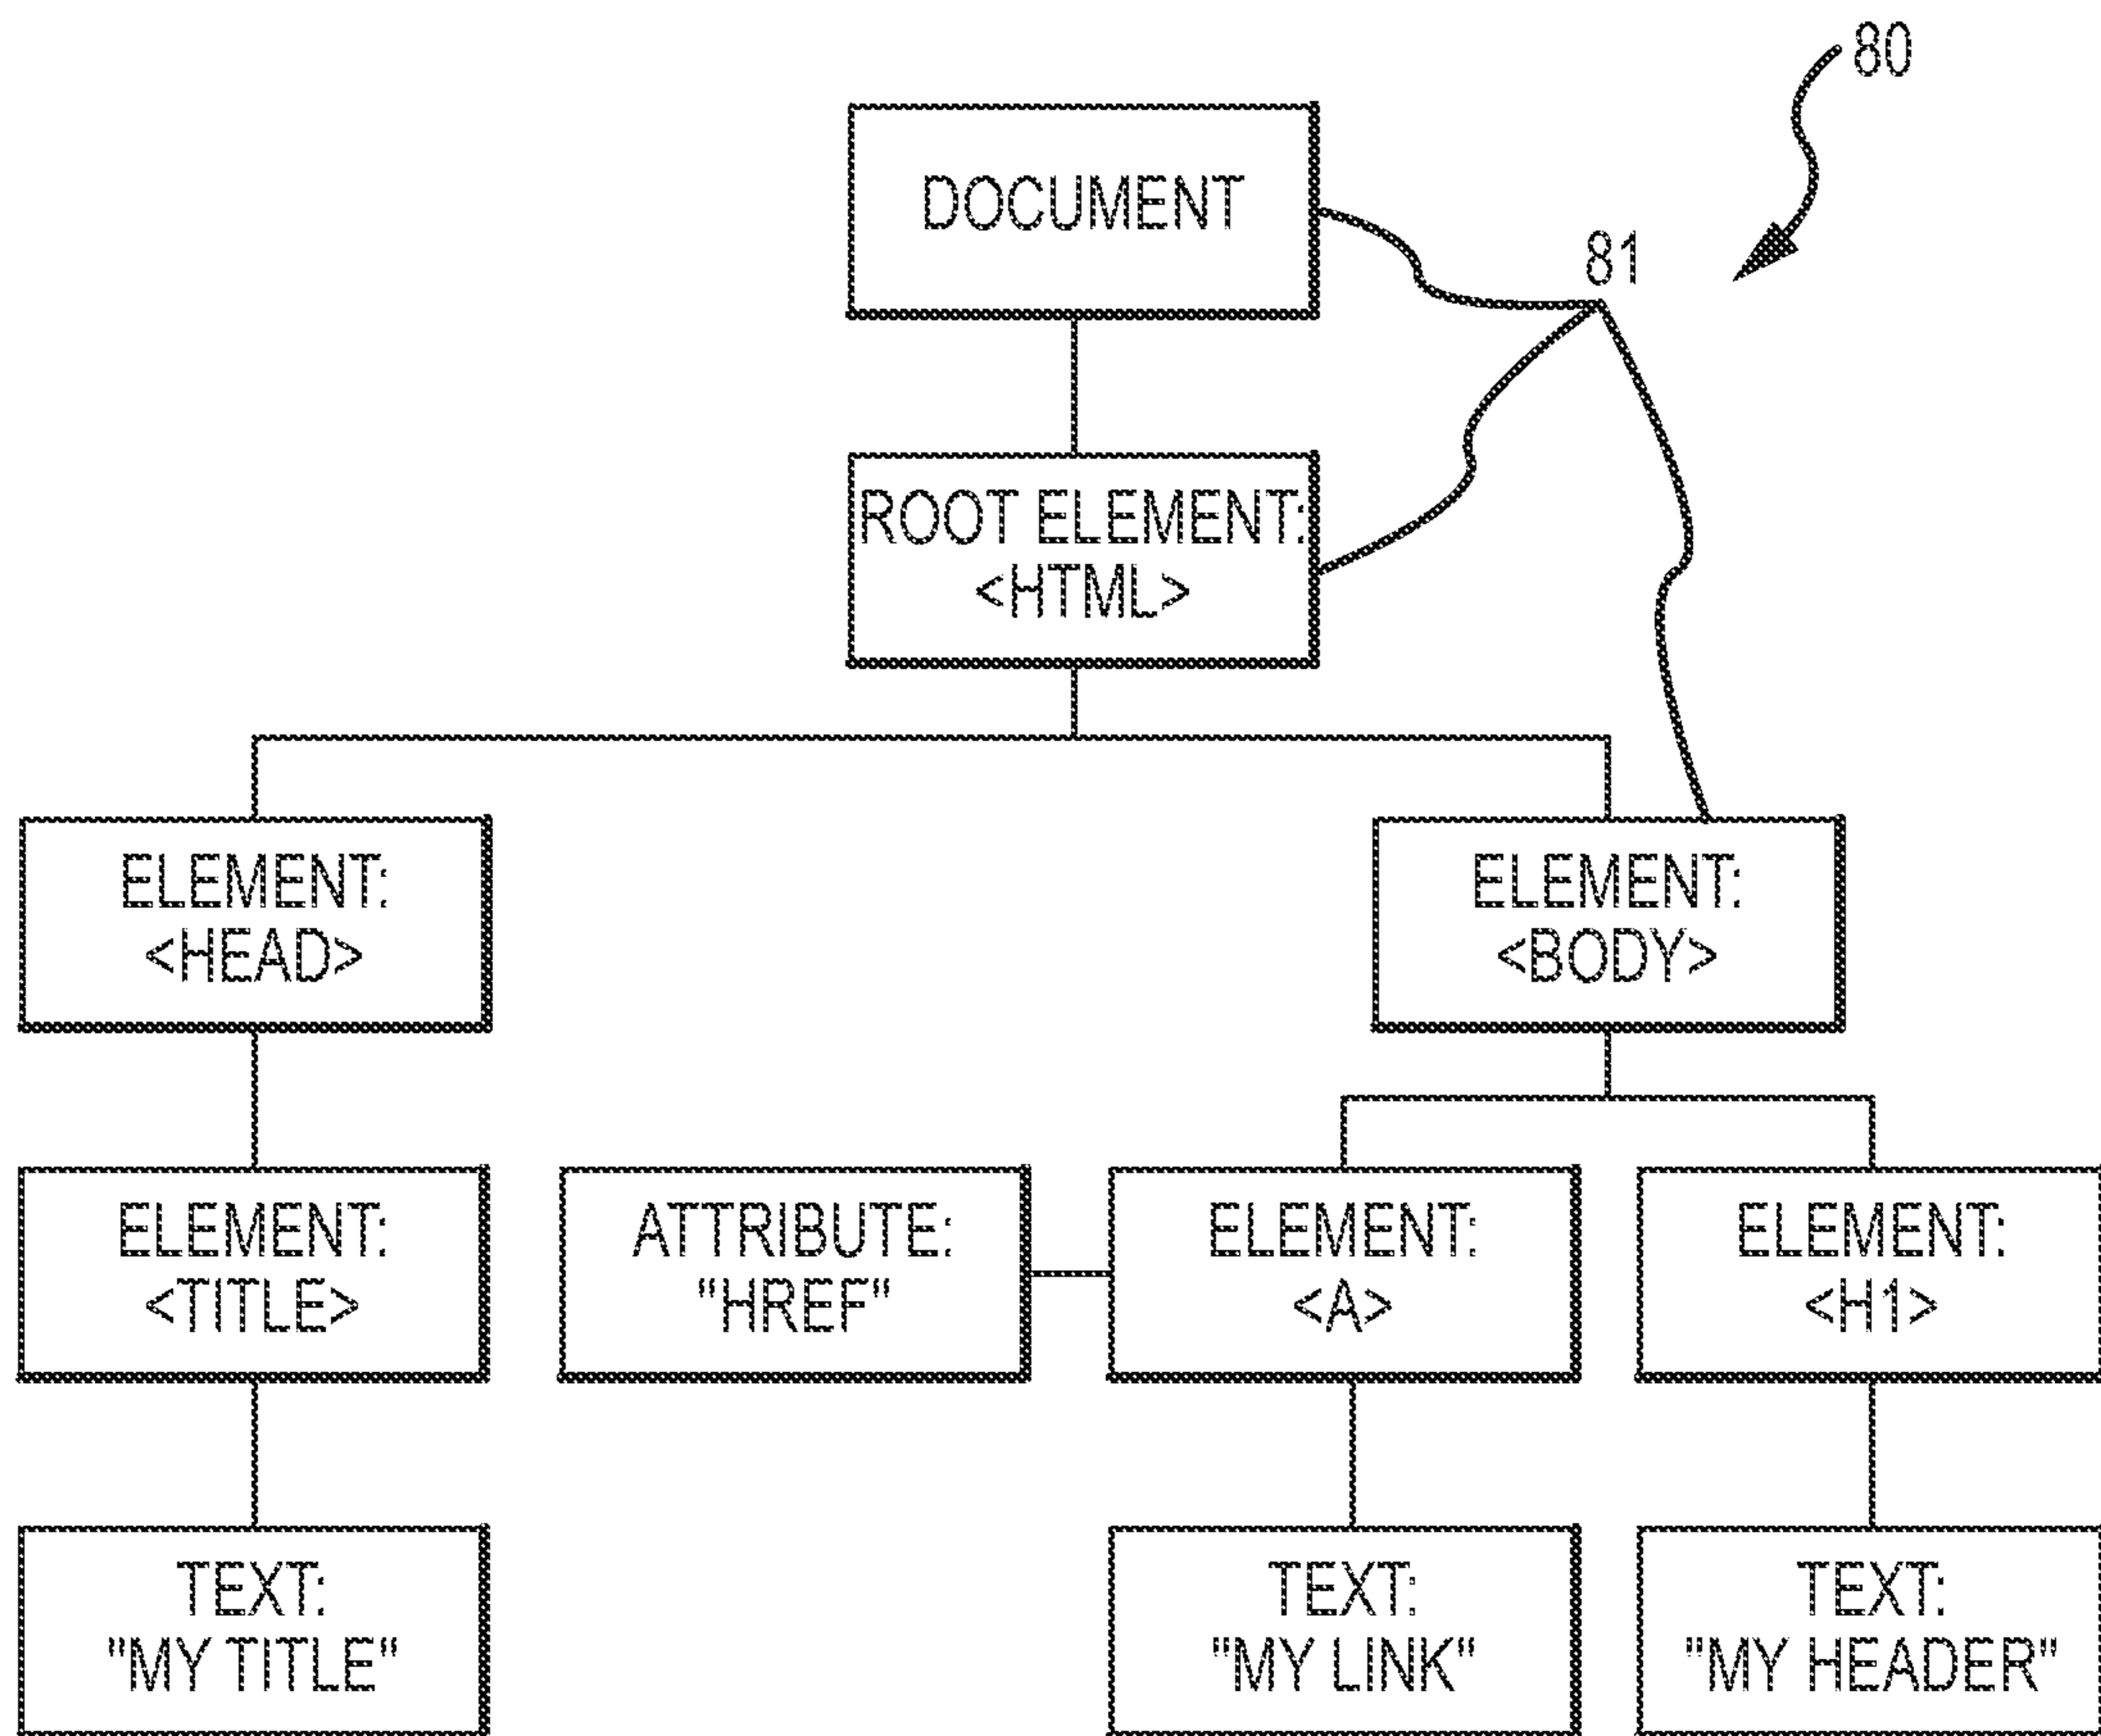 80
DOCUMENT
81
ROOT ELEMENT:
<HTML>
ELEMENT:
<HEAD>
ELEMENT:
<BODY>
ELEMENT:
<TITLE>
ATTRIBUTE:
"HREF"
ELEMENT:
<A>
ELEMENT:
<H1>
TEXT:
"MY TITLE"
TEXT:
"MY LINK"
TEXT:
"MY HEADER"